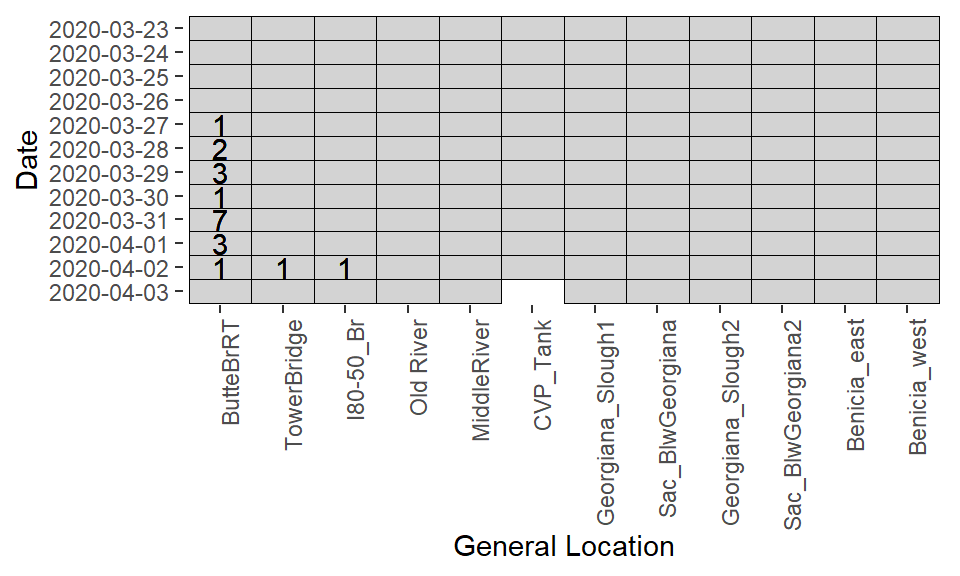 Date
2020-03-23
2020-03-24
2020-03-25
2020-03-26
2020-03-27 1
2020-03-28 2
2020-03-29 3
2020-03-30 1
2020-03-31 7
2020-04-01 3
2020-04-02 1 1 1
2020-04-03
ButteBrRT
TowerBridge
I80-50_Br
Old River
MiddleRiver
CVP_Tank
Georgiana_Slough1
Sac_BlwGeorgiana
Georgiana_Slough2
Sac_BlwGeorgiana2
Benicia_east
Benicia_west
General Location